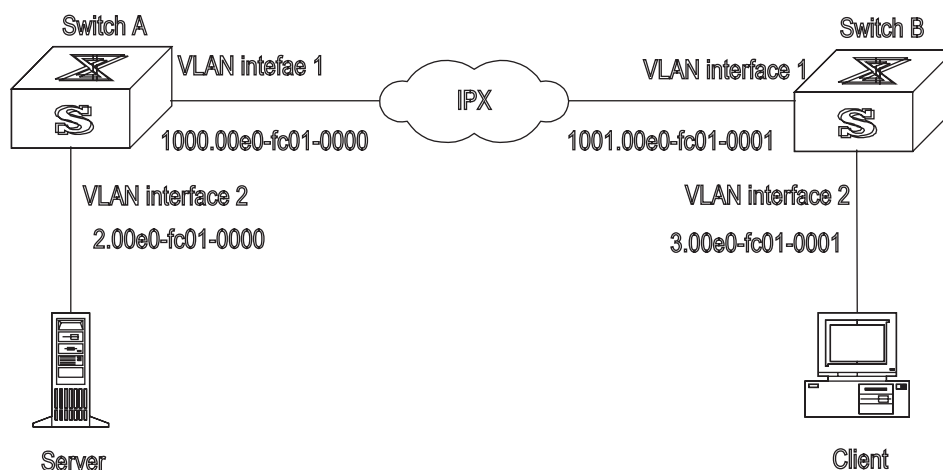 Switch A
Switch B
VLAN intefae 1
VLAN interface 1
IPX
1000.00e0-fc01-0000
1001.00e0-fc01-0001
VLAN interface 2
VLAN interface 2
2.00e0-fc01-0000
3.00e0-fc01-0001
Server
Client